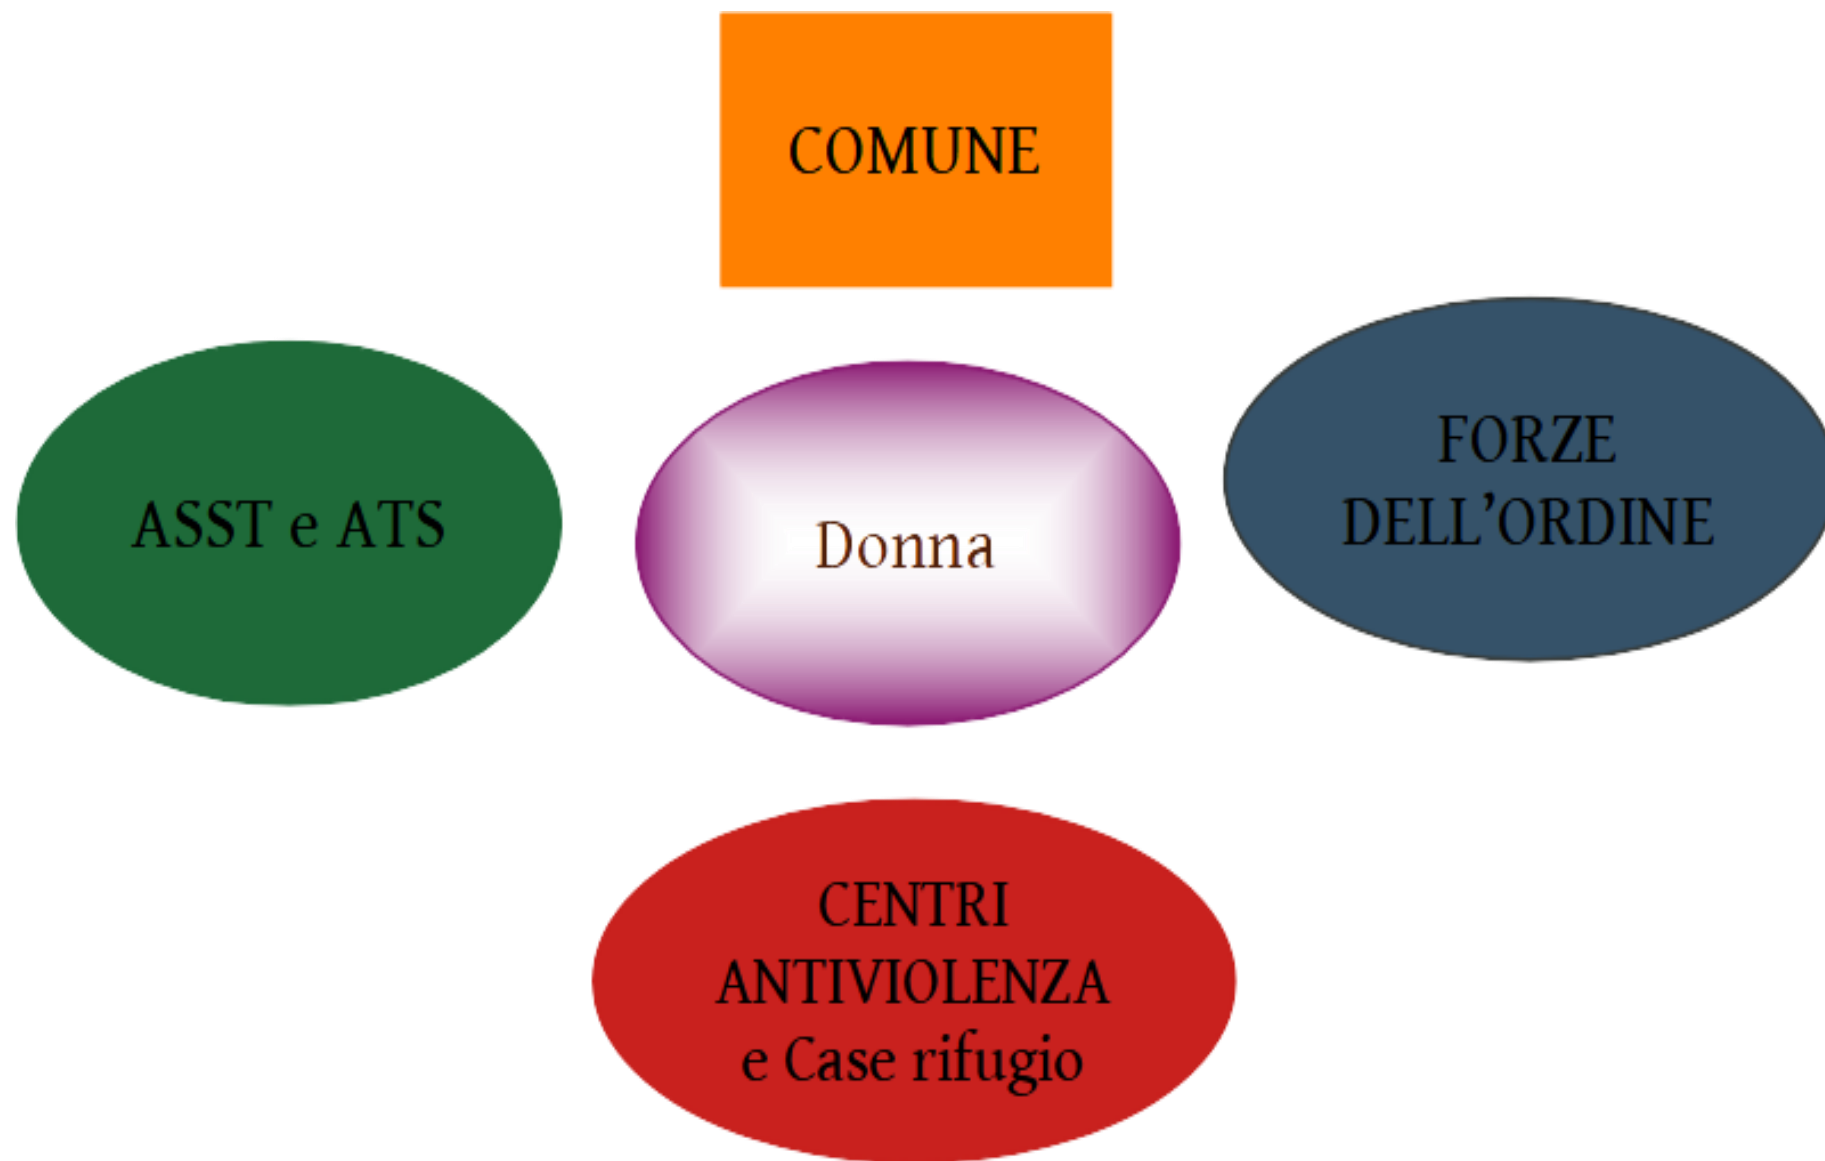 COMUNE
ASST e ATS
Donna
FORZE
DELL’ORDINE
CENTRI
ANTIVIOLENZA
e Case rifugio